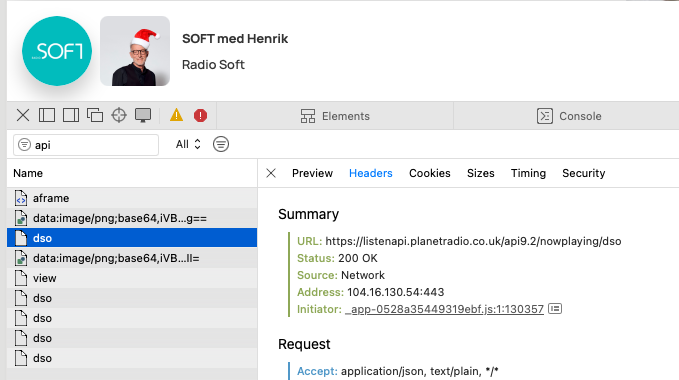 SOFT
SOFT med Henrik
Radio Soft
Elements
Console
api
All
Name
Preview
Headers
Cookies
Sizes
Timing
Security
aframe
data:image/png;base64,iVB...g==
dso
data:image/png;base64,iVB...II=
view
dso
dso
dso
dso
Summary
URL: https://listenapi.planetradio.co.uk/api9.2/nowplaying/dso
Status: 200 OK
Source: Network
Address: 104.16.130.54:443
Initiator: _app-0528a35449319ebf.js:1:130357
Request
Accept: application/json, text/plain, */*